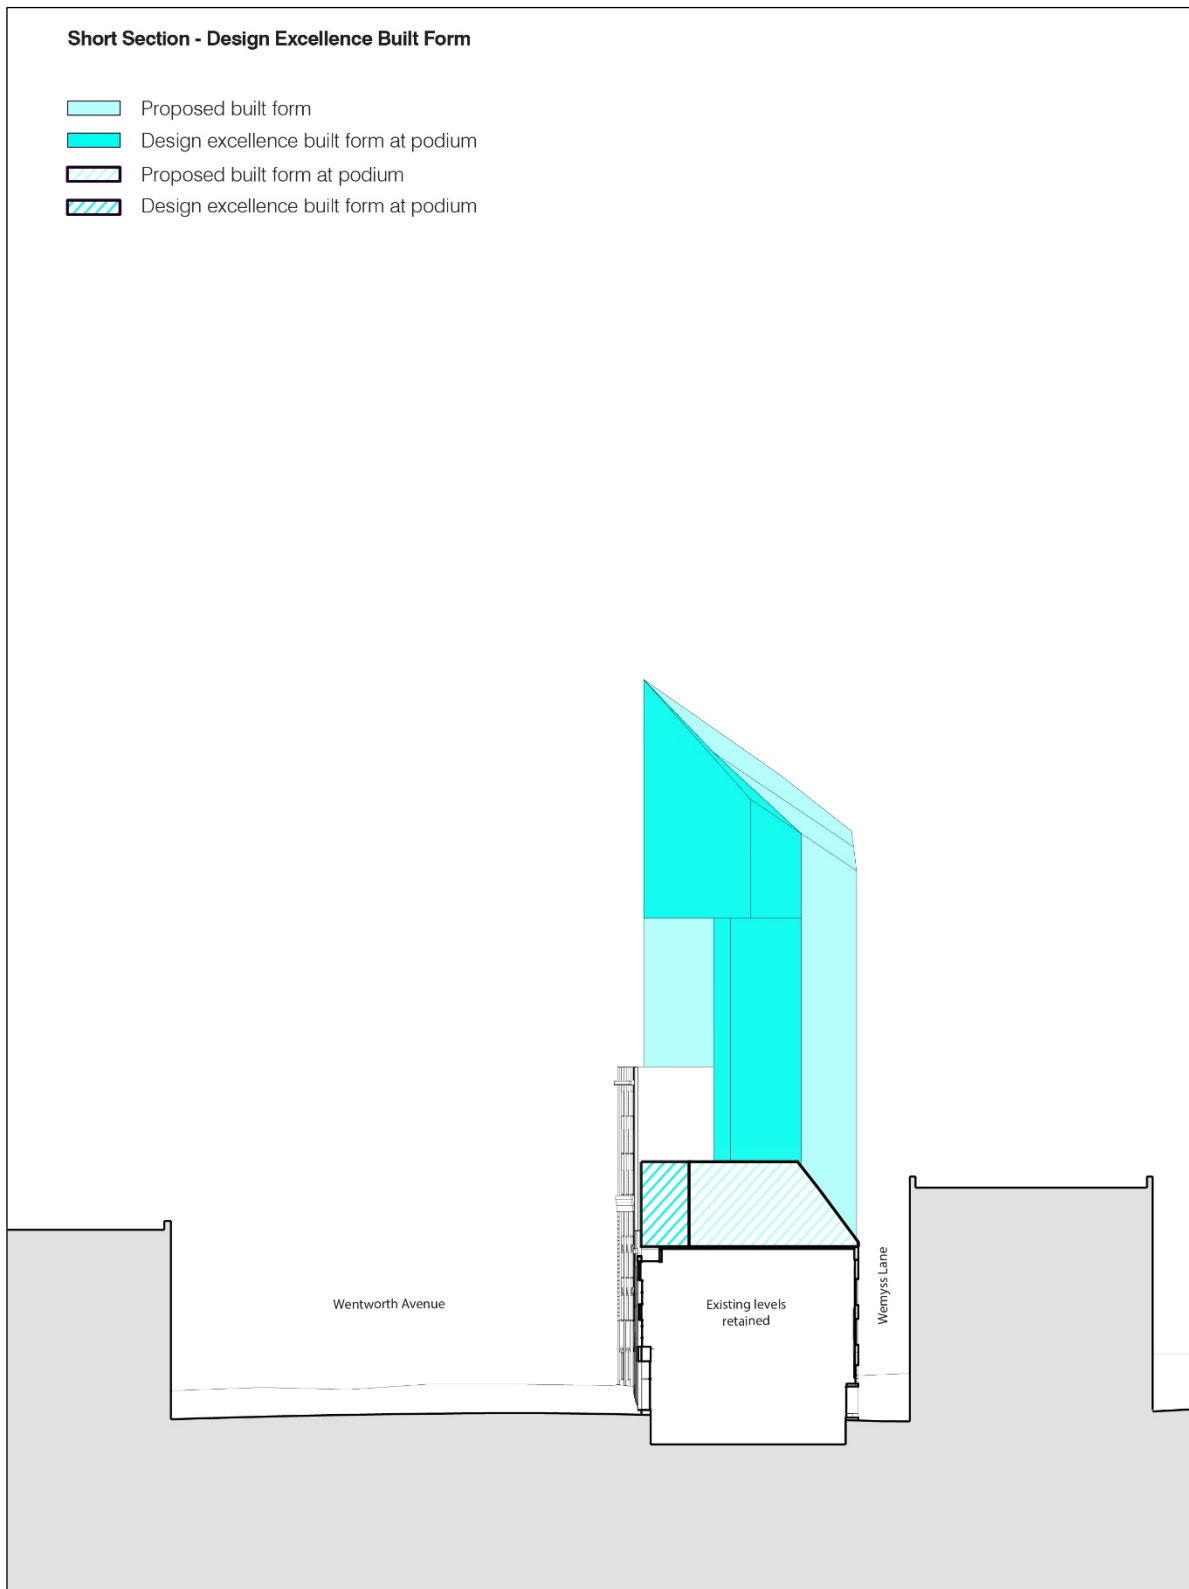 Short Section - Design Excellence Built Form
Proposed built form
Design excellence built form at podium
Proposed built form at podium
Design excellence built form at podium
Wentworth Avenue
Existing levels
retained
Wemyss Lane